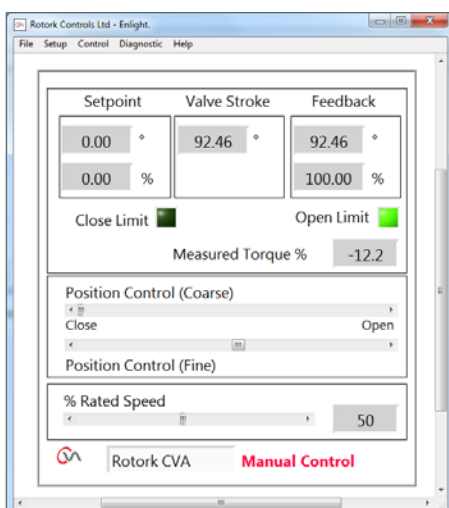 Rotork Controls Ltd - Enlight.
File Setup Control Diagnostic Help
Setpoint Valve Stroke Feedback
0.00 ° 92.46 ° 92.46 °
0.00 % 100.00 %
Close Limit Open Limit
Measured Torque % -12.2
Position Control (Coarse)
Close Open
Position Control (Fine)
% Rated Speed
50
Rotork CVA Manual Control